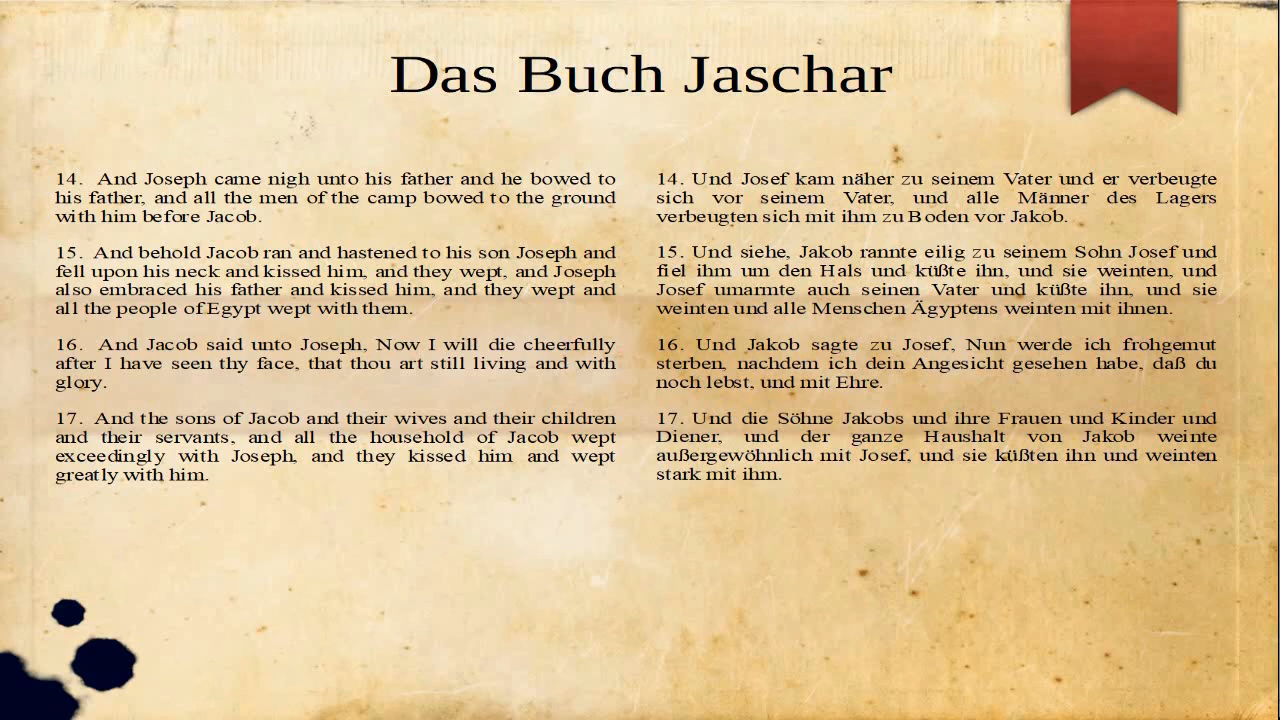 Das Buch Jaschar
14. And Joseph came nigh unto his father and he bowed to
his father, and all the men of the camp bowed to the ground
with him before Jacob.
15. And behold Jacob ran and hastened to his son Joseph and
fell upon his neck and kissed him, and they wept, and Joseph
also embraced his father and kissed him, and they wept and
all the people of Egypt wept with them.
16. And Jacob said unto Joseph, Now I will die cheerfully
after I have seen thy face, that thou art still living and with
glory.
17. And the sons of Jacob and their wives and their children
and their servants, and all the household of Jacob wept
exceedingly with Joseph, and they kissed him and wept
greatly with him.
14. Und Josef kam näher zu seinem Vater und er verbeugte
sich vor seinem Vater, und alle Männer des Lagers
verbeugten sich mit ihm zu Boden vor Jakob.
15. Und siehe, Jakob rannte eilig zu seinem Sohn Josef und
fiel ihm um den Hals und küßte ihn, und sie weinten, und
Josef umarmte auch seinen Vater und küßte ihn, und sie
weinten und alle Menschen Ägyptens weinten mit ihnen.
16. Und Jakob sagte zu Josef, Nun werde ich frohgemut
sterben, nachdem ich dein Angesicht gesehen habe, daß du
noch lebst, und mit Ehre.
17. Und die Söhne Jakobs und ihre Frauen und Kinder und
Diener, und der ganze Haushalt von Jakob weinte
außergewöhnlich mit Josef, und sie küßten ihn und weinten
stark mit ihm.